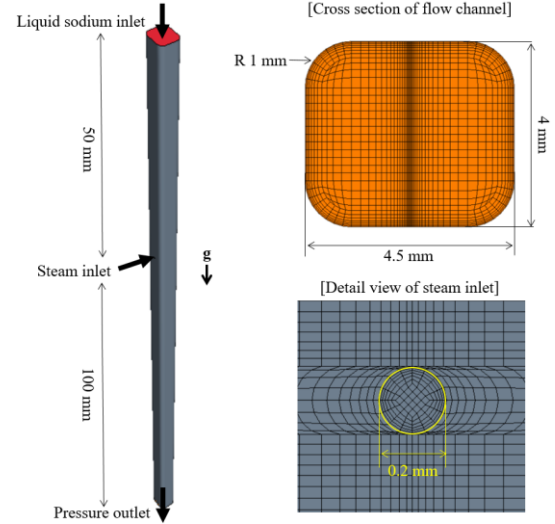 Liquid sodium inlet
50 mm
Steam inlet
g
100 mm
Pressure outlet
[Cross section of flow channel]
R 1 mm
4 mm
4.5 mm
[Detail view of steam inlet]
0.2 mm